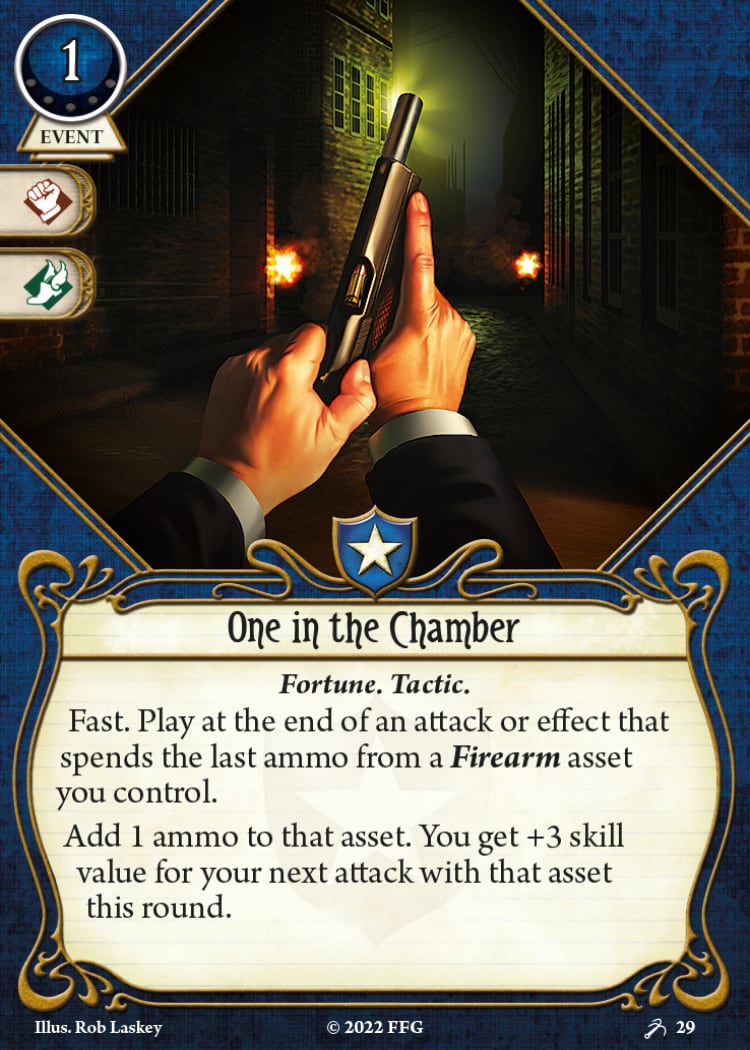 1
EVENT
One in the Chamber
Fortune. Tactic.
Fast. Play at the end of an attack or effect that
spends the last ammo from a Firearm asset
you control.
Add 1 ammo to that asset. You get +3 skill
value for your next attack with that asset
this round.
Illus. Rob Laskey
© 2022 FFG
29